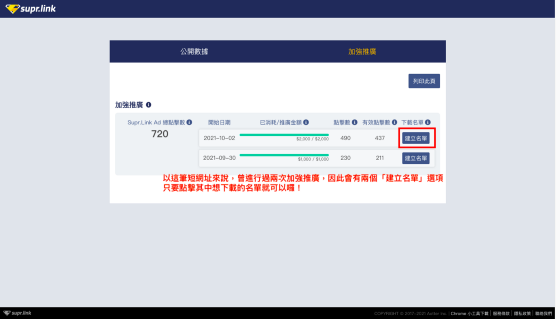 supr.link
公開數據
加強推廣
列印此頁
加強推廣
Supr.Link Ad 總點擊數
720
開始日期 已消耗/推廣金額 點擊數 有效點擊數 下載名單
2021-10-02 $2,000 / $2,000 490 437 建立名單
2021-09-30 $1,000 / $1,000 230 211 建立名單
以這筆短網址來說，曾進行過兩次加強推廣，因此會有兩個「建立名單」選項
只要點擊其中想下載的名單就可以囉！
supr.link
COPYRIGHT © 2017-2021 Inc. Chrome 小工具下載 | 服務條款 | 隱私政策 | 聯絡我們